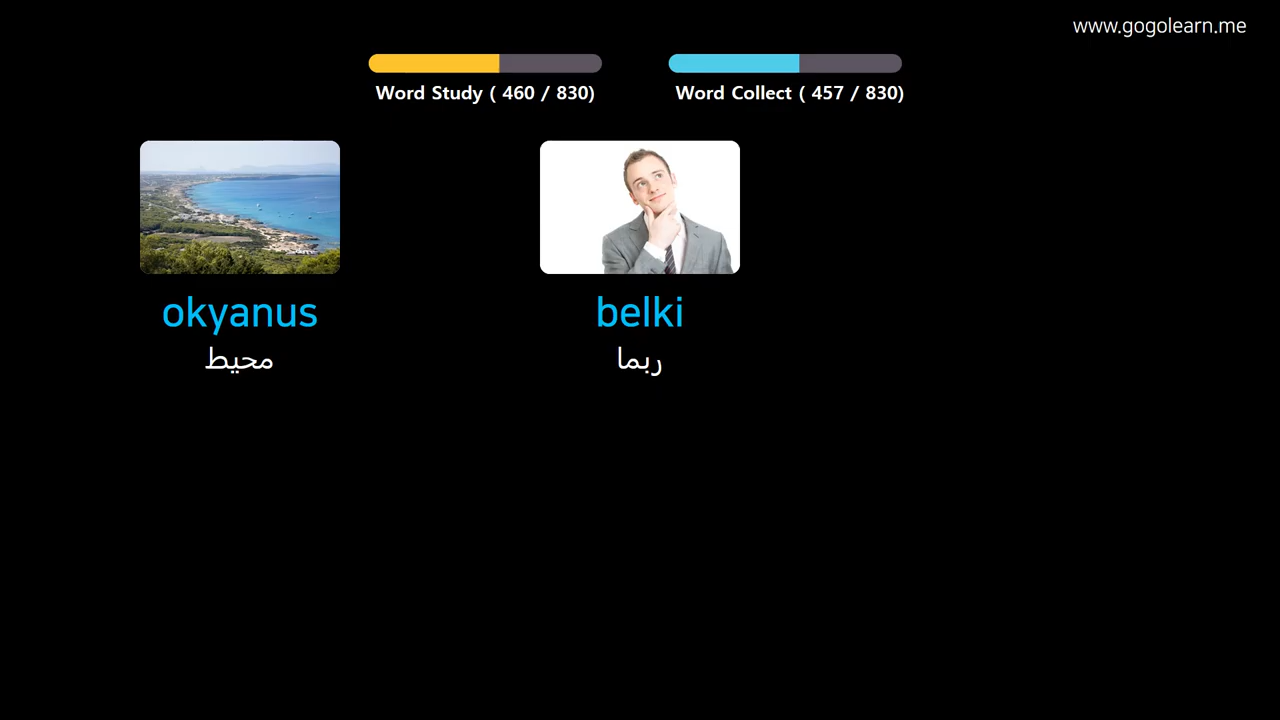 www.gogolearn.me
Word Study ( 460 / 830)
Word Collect ( 457 / 830)
okyanus
محيط
belki
ربما